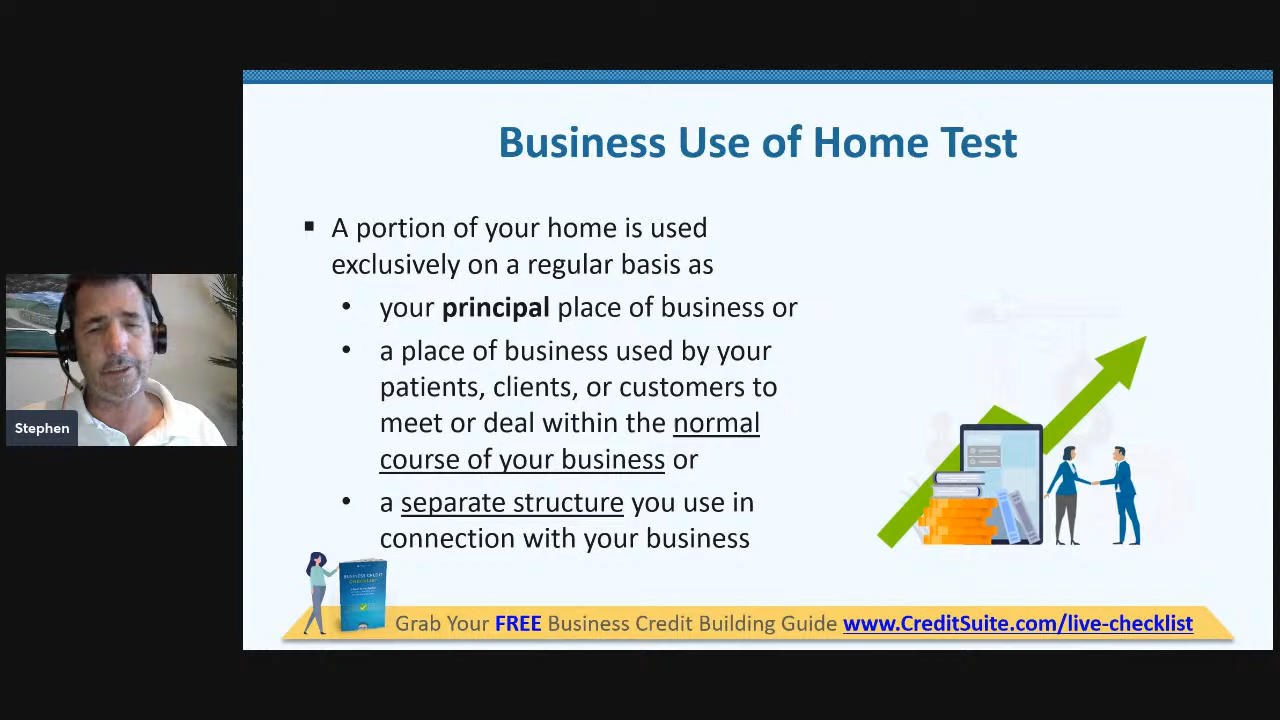 Business Use of Home Test
▪ A portion of your home is used
exclusively on a regular basis as
• your principal place of business or
• a place of business used by your
patients, clients, or customers to
meet or deal within the normal
course of your business or
• a separate structure you use in
connection with your business
Stephen
BUSINESS CREDIT
CHECKLIST
Grab Your FREE Business Credit Building Guide www.CreditSuite.com/live-checklist